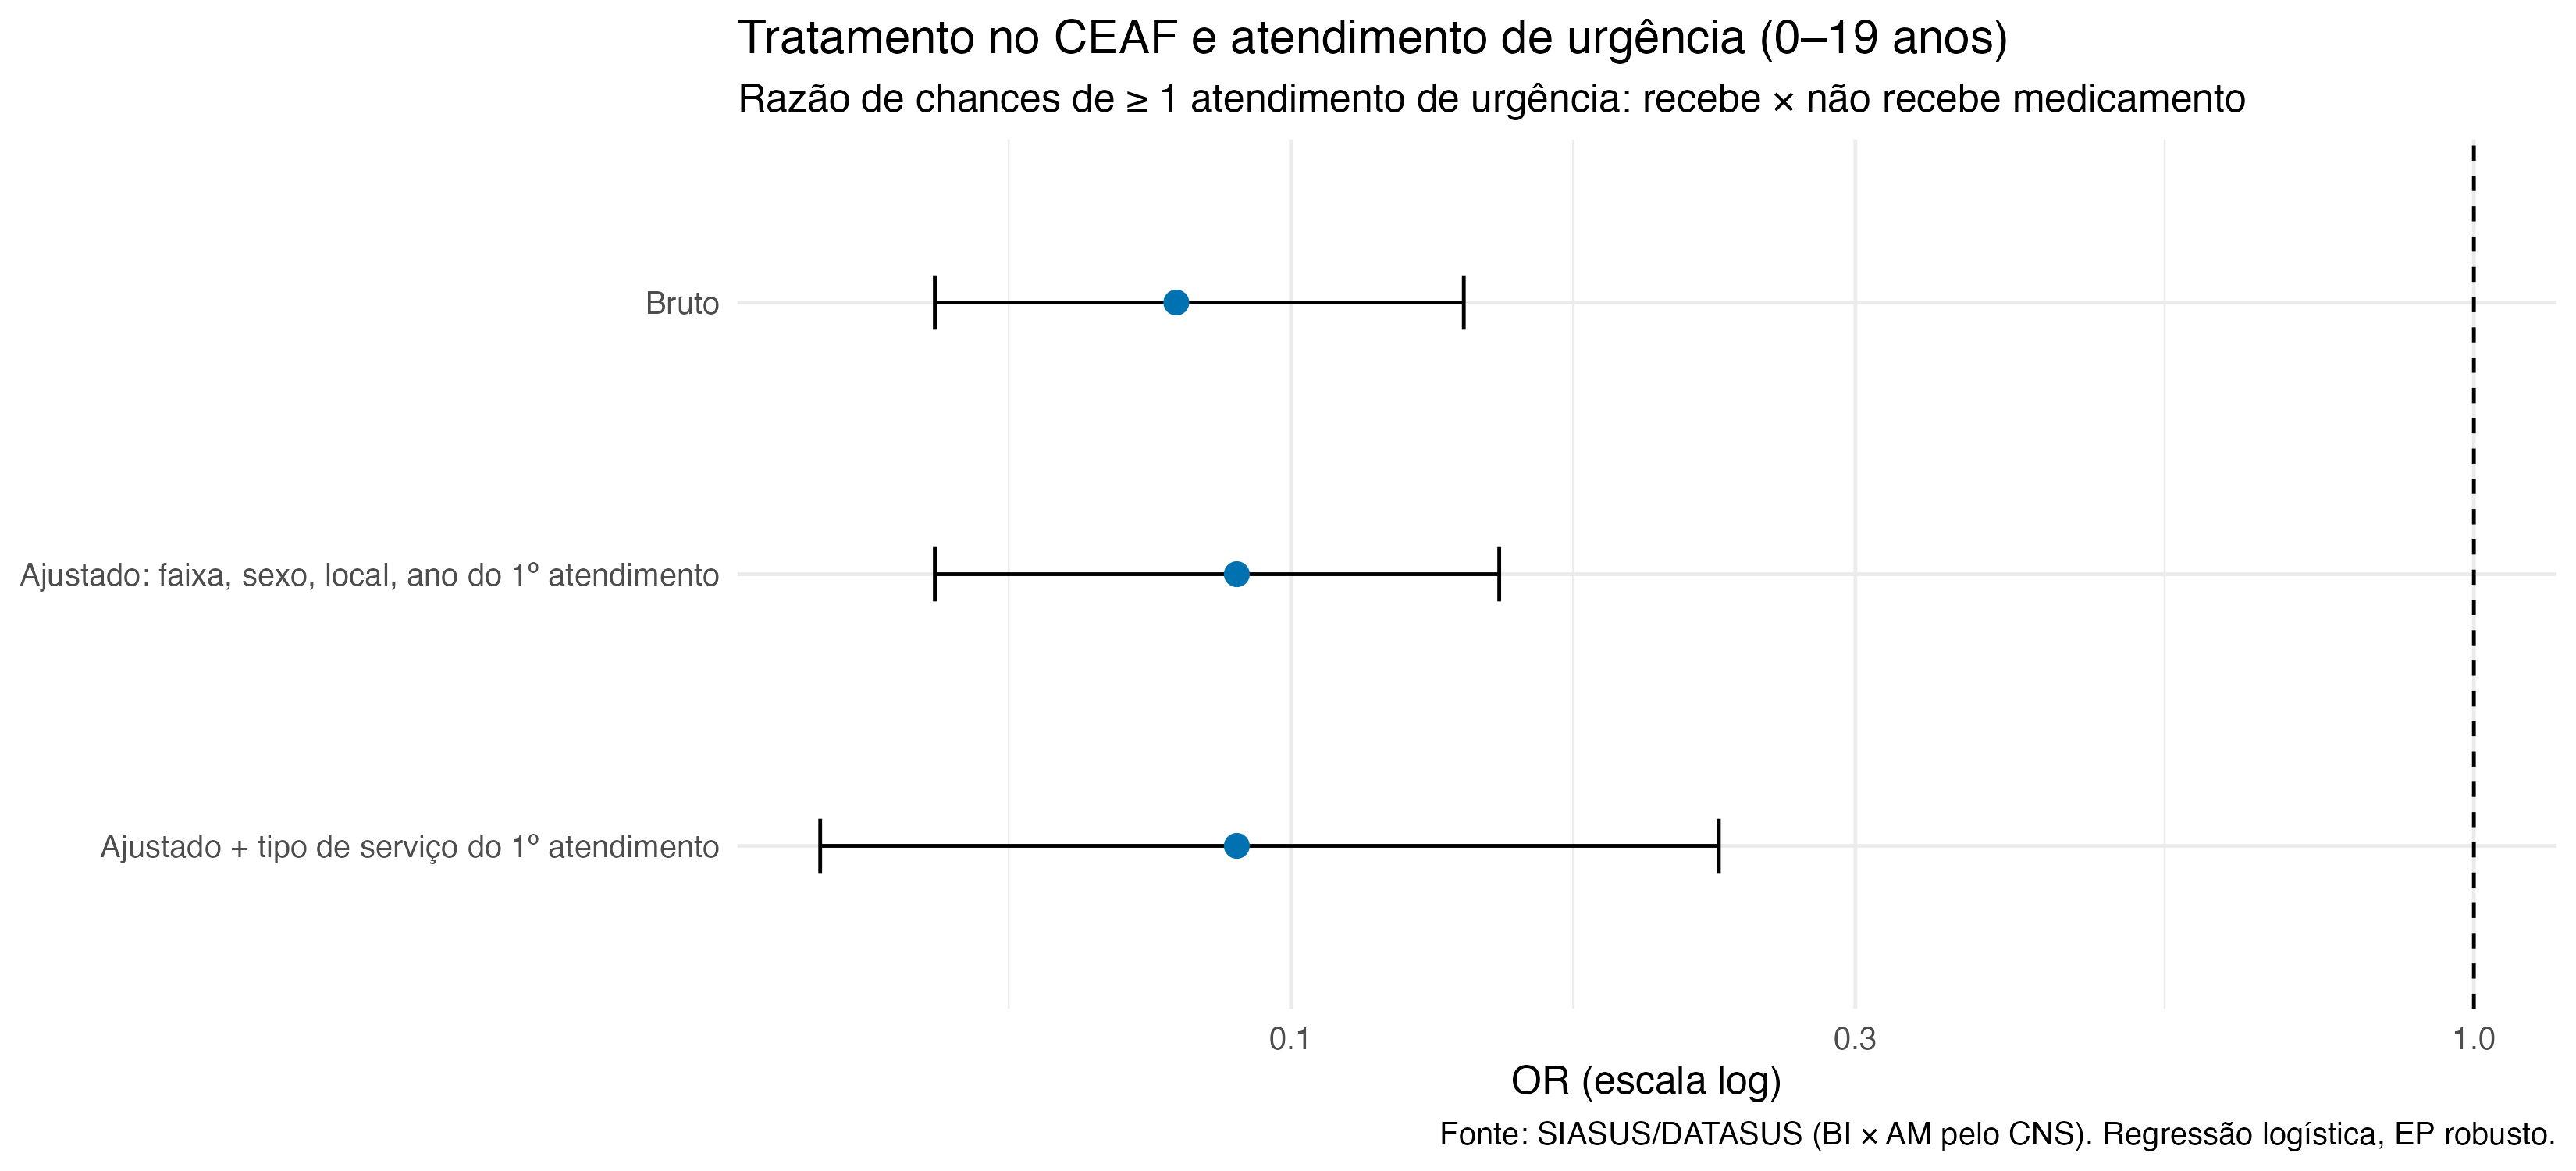 Tratamento no CEAF e atendimento de urgência (0–19 anos)
Razão de chances de ≥ 1 atendimento de urgência: recebe × não recebe medicamento
Bruto
Ajustado: faixa, sexo, local, ano do 1º atendimento
Ajustado + tipo de serviço do 1º atendimento
0.1
0.3
1.0
OR (escala log)
Fonte: SIASUS/DATASUS (BI × AM pelo CNS). Regressão logística, EP robusto.